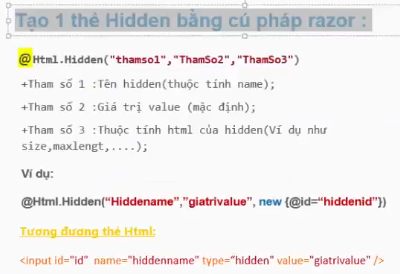 Tạo 1 thẻ Hidden bằng cú pháp razor :
@Html.Hidden("thamso1","ThamSo2","ThamSo3")
+Tham số 1 :Tên hidden(thuộc tính name);
+Tham số 2 :Giá trị value (mặc định);
+Tham số 3 :Thuộc tính html của hidden(Ví dụ như
size,maxlengt,....);
Ví dụ:
@Html.Hidden(“Hiddename”,”giatrivalue”, new {@id=“hiddenid”})
Tương đương thẻ Html:
<input id="id" name="hiddenname" type="hidden" value="giatrivalue" />